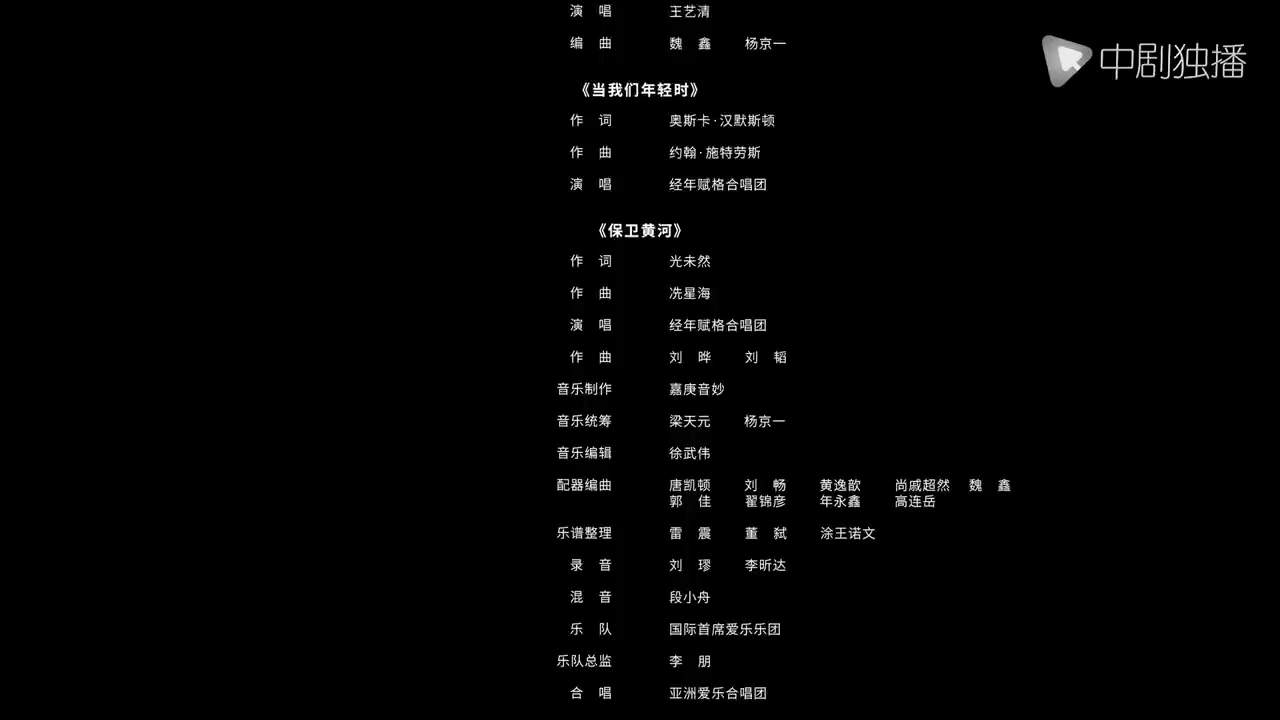 演 唱 王艺清
中剧独播
编 曲 魏 鑫 杨京一
《当我们年轻时》
作 词 奥斯卡·汉默斯顿
作 曲 约翰·施特劳斯
演 唱 经年赋格合唱团
《保卫黄河》
作 词 光未然
作 曲 冼星海
演 唱 经年赋格合唱团
作 曲 刘 晔 刘 韬
音乐制作 嘉庚音妙
音乐统筹 梁天元 杨京一
音乐编辑 徐武伟
配器编曲 唐凯顿 刘 畅 黄逸歆 尚戚超然 魏 鑫
郭 佳 翟锦彦 年永鑫 高连岳
乐谱整理 雷 震 董 弑 涂王诺文
录 音 刘 璆 李昕达
混 音 段小舟
乐 队 国际首席爱乐乐团
乐队总监 李 朋
合 唱 亚洲爱乐合唱团